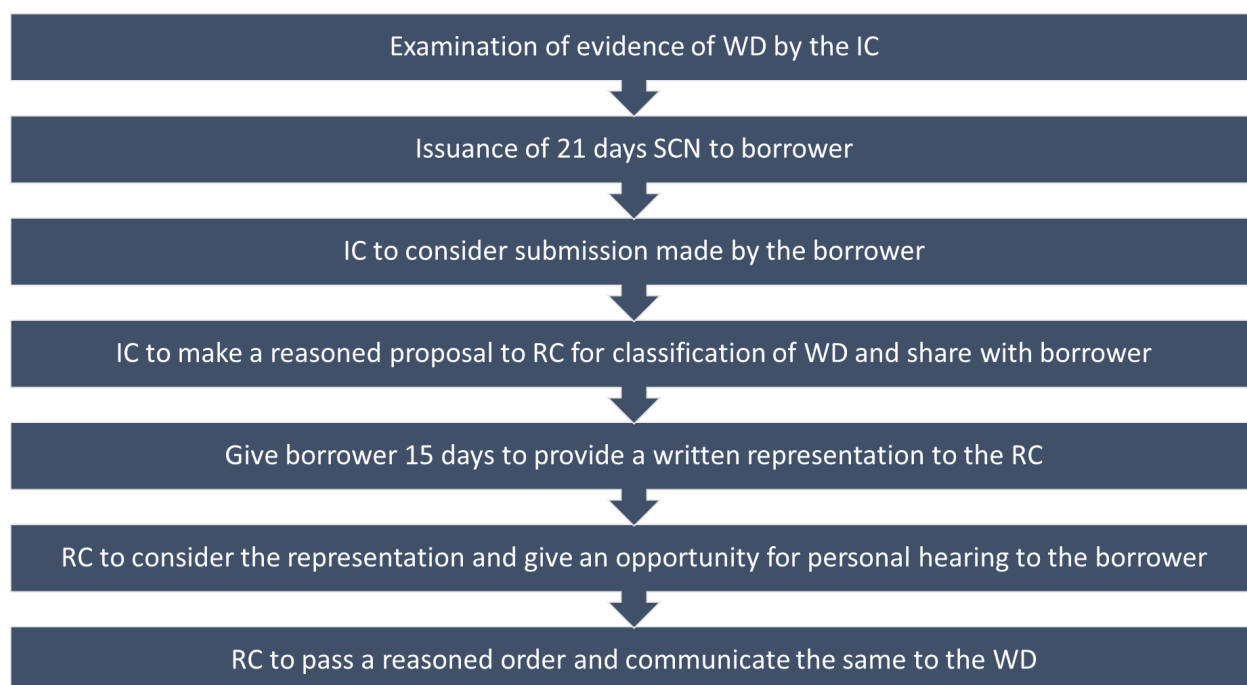 Examination of evidence of WD by the IC
Issuance of 21 days SCN to borrower
IC to consider submission made by the borrower
IC to make a reasoned proposal to RC for classification of WD and share with borrower
Give borrower 15 days to provide a written representation to the RC
RC to consider the representation and give an opportunity for personal hearing to the borrower
RC to pass a reasoned order and communicate the same to the WD